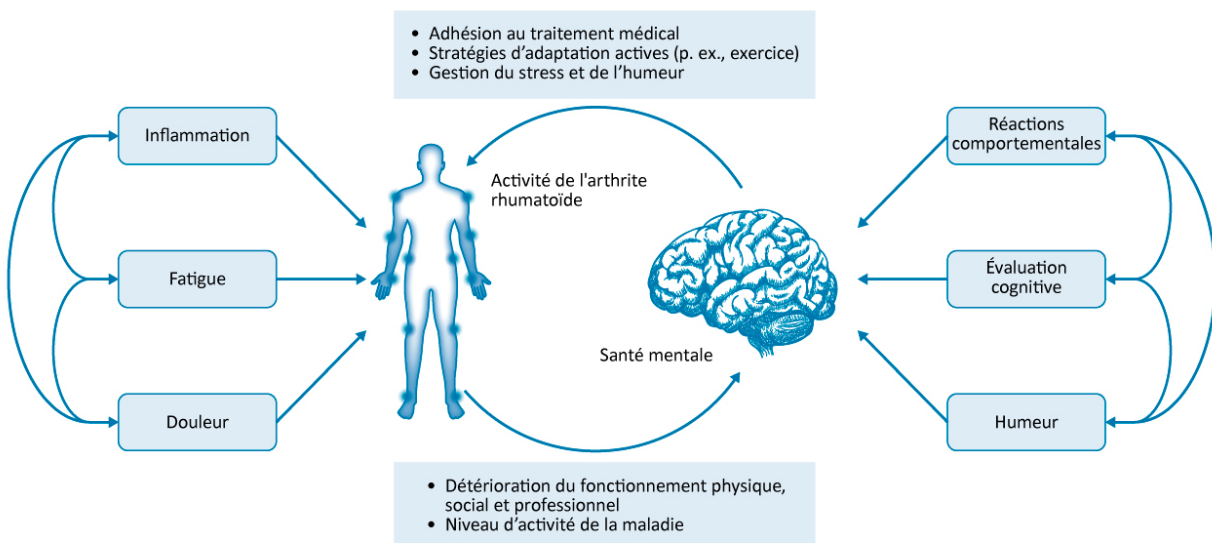 • Adhésion au traitement médical
• Stratégies d’adaptation actives (p. ex., exercice)
• Gestion du stress et de l’humeur
Inflammation
Réactions
comportementales
Activité de l'arthrite
rhumatoïde
Fatigue
Évaluation
cognitive
Santé mentale
Douleur
Humeur
• Détérioration du fonctionnement physique,
social et professionnel
• Niveau d’activité de la maladie